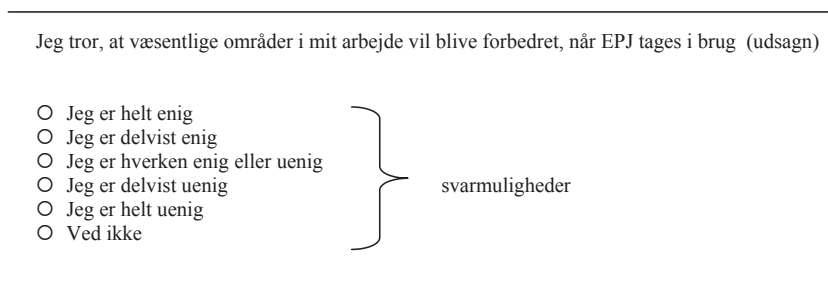 Jeg tror, at væsentlige områder i mit arbejde vil blive forbedret, når EPJ tages i brug (udsagn)
Jeg er helt enig
Jeg er delvist enig
Jeg er hverken enig eller uenig
Jeg er delvist uenig
svarmuligheder
Jeg er helt uenig
Ved ikke